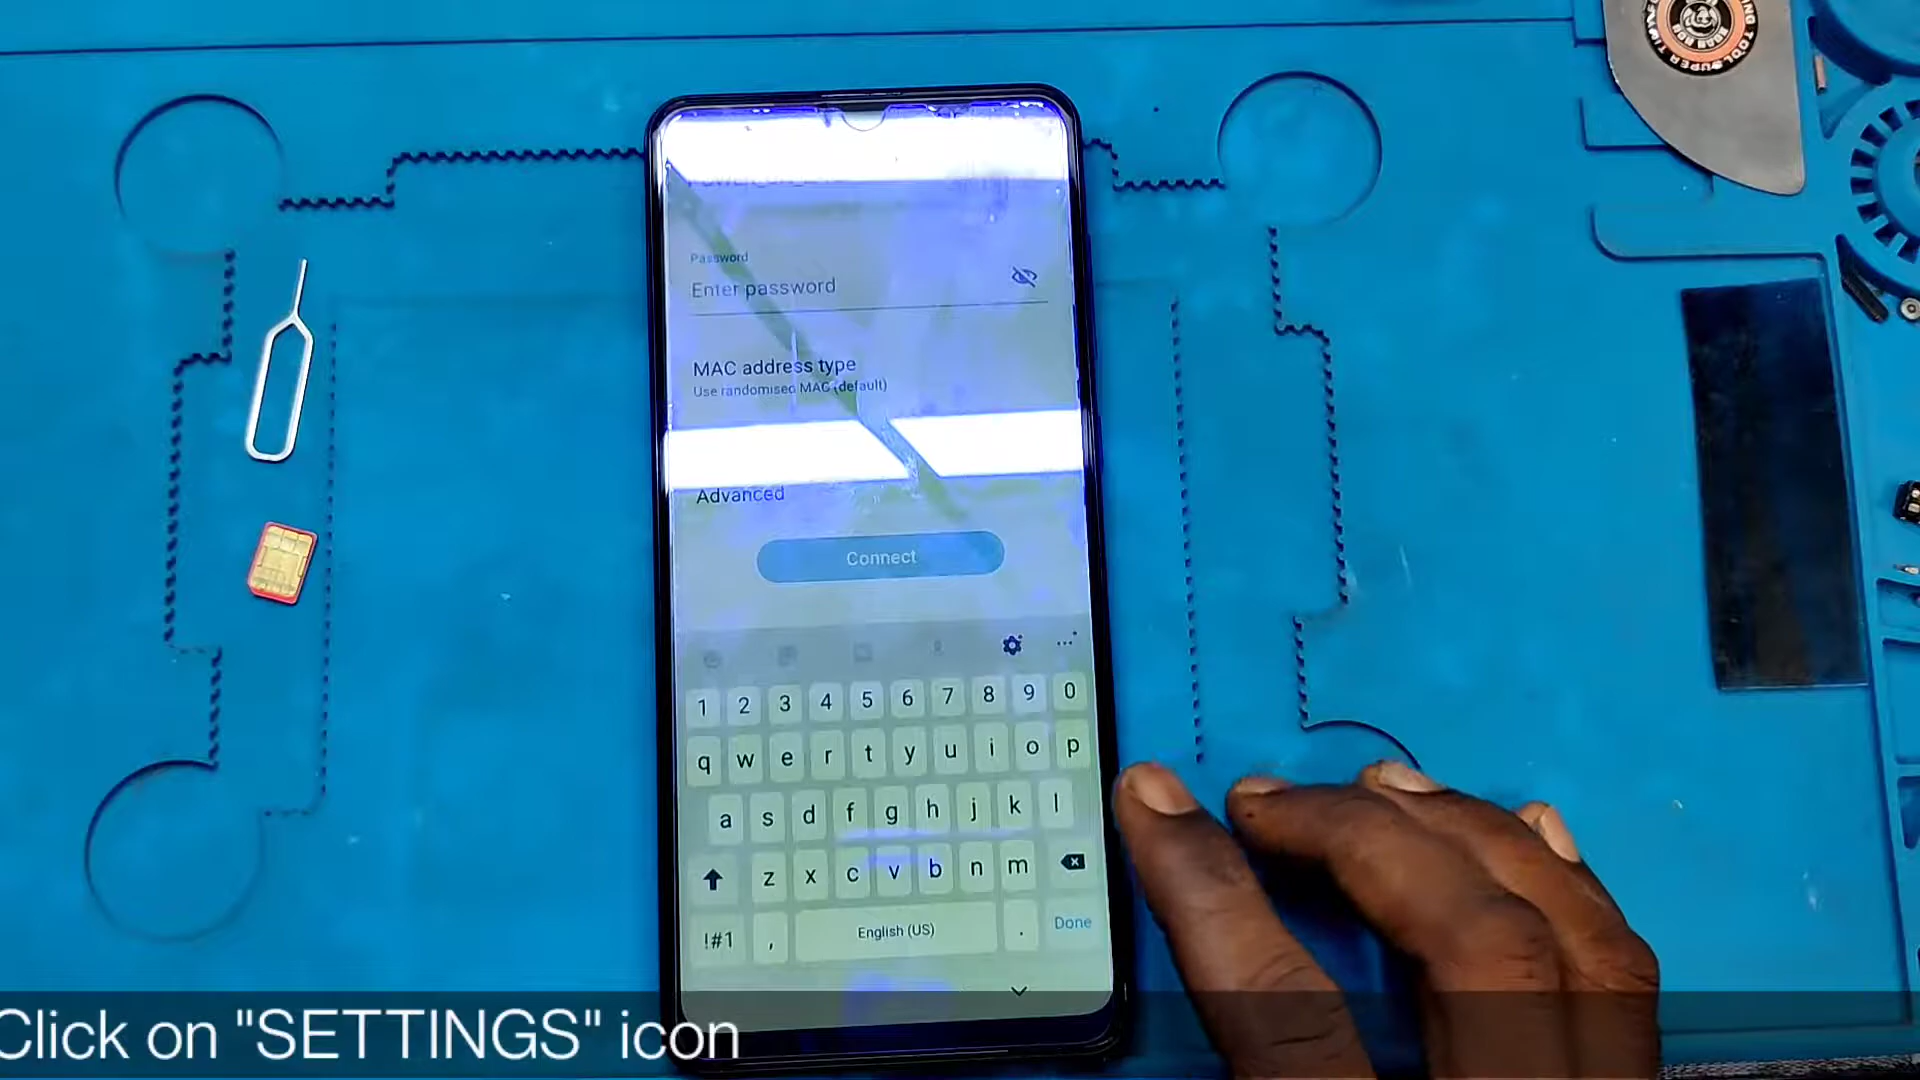 Password
Enter password
MAC address type
Use randomised MAC (default)
Advanced
Connect
1 2 3 4 5 6 7 8 9 0
q w e r t y u i o p
a s d f g h j k l
z x c v b n m
!#1 , English (US) . Done
Click on "SETTINGS" icon